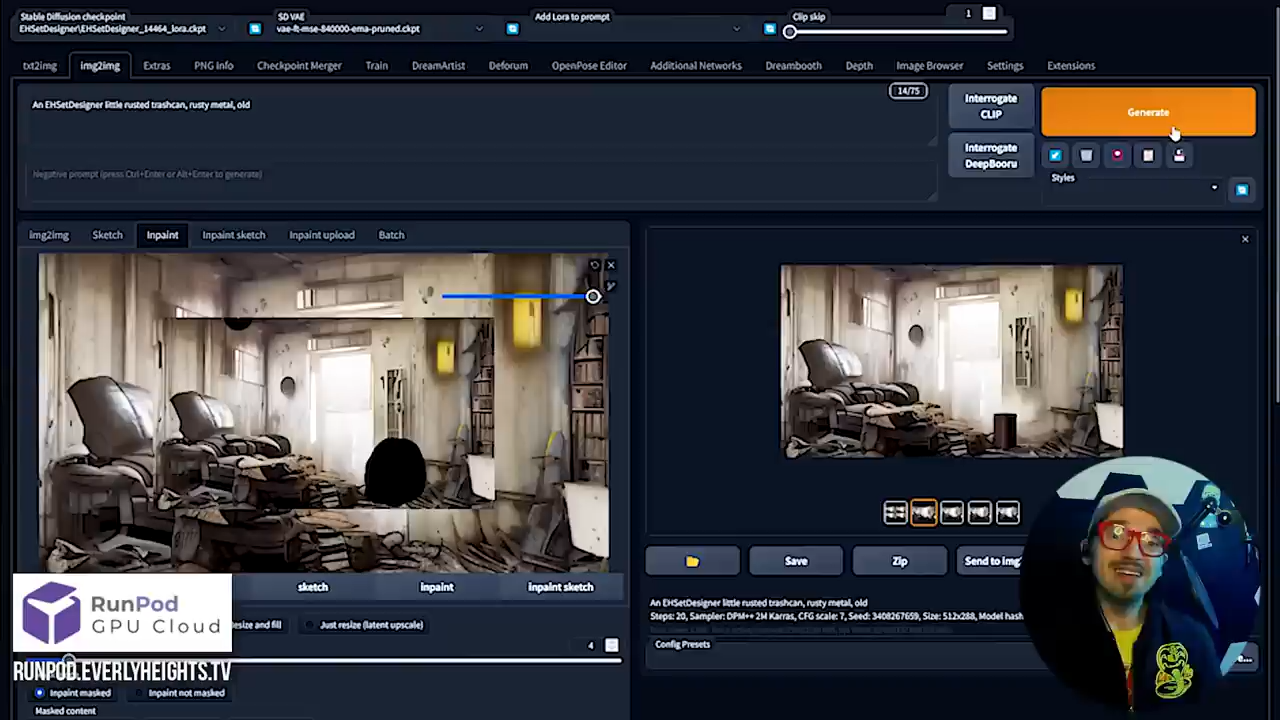 Stable Diffusion checkpoint
EHSetDesigner\EHSetDesigner_14464_lora.ckpt
SD VAE
vae-ft-mse-840000-ema-pruned.ckpt
Add Lora to prompt
Clip skip
1
txt2img
img2img
Extras
PNG Info
Checkpoint Merger
Train
DreamArtist
Deforum
OpenPose Editor
Additional Networks
Dreambooth
Depth
Image Browser
Settings
Extensions
An EHSetDesigner little rusted trashcan, rusty metal, old
14/75
Interrogate
CLIP
Generate
Interrogate
DeepBooru
Negative prompt (press Ctrl+Enter or Alt+Enter to generate)
Styles
img2img
Sketch
Inpaint
Inpaint sketch
Inpaint upload
Batch
sketch
inpaint
inpaint sketch
Save
Zip
Send to img
RunPod
GPU Cloud
and fill
Just resize (latent upscale)
4
RUNPOD.EVERLYHEIGHTS.TV
Inpaint masked
Inpaint not masked
Masked content
An EHSetDesigner little rusted trashcan, rusty metal, old
Steps: 20, Sampler: DPM++ 2M Karras, CFG scale: 7, Seed: 3408267659, Size: 512x288, Model hash
Config Presets